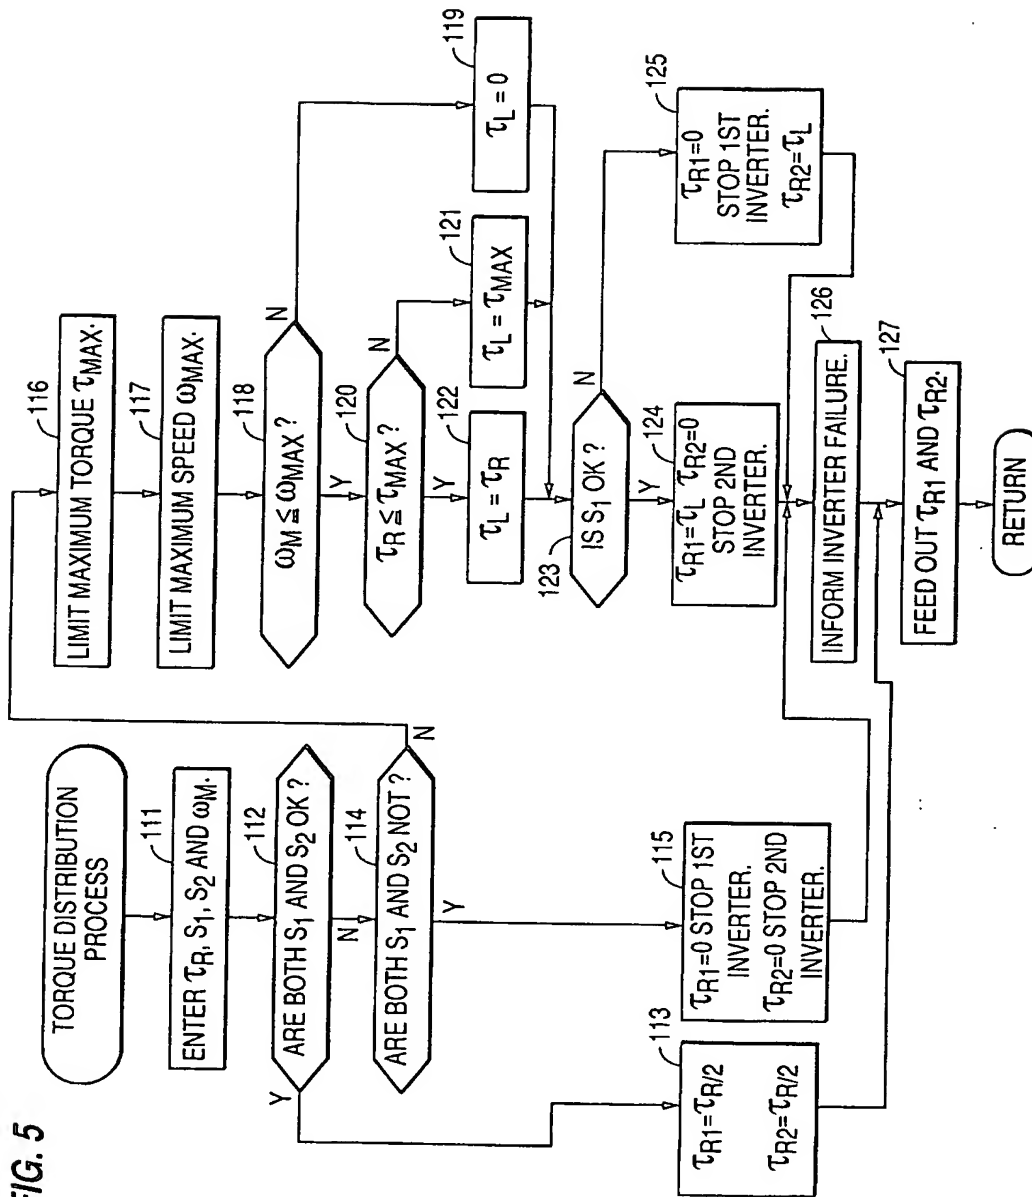 FIG. 5
TORQUE DISTRIBUTION
PROCESS
111
ENTER τR, S1, S2 AND ωM.
112
ARE BOTH S1 AND S2 OK ?
Y
N
114
ARE BOTH S1 AND S2 NOT ?
N
Y
113
τR1=τR/2
τR2=τR/2
115
τR1=0 STOP 1ST
INVERTER.
τR2=0 STOP 2ND
INVERTER.
116
LIMIT MAXIMUM TORQUE τMAX.
117
LIMIT MAXIMUM SPEED ωMAX.
118
ωM ≦ ωMAX ?
N
Y
119
τL = 0
120
τR ≦ τMAX ?
N
Y
121
τL = τMAX
122
τL = τR
123
IS S1 OK ?
N
Y
124
τR1=τL τR2=0
STOP 2ND
INVERTER.
125
τR1=0
STOP 1ST
INVERTER.
τR2=τL
126
INFORM INVERTER FAILURE.
127
FEED OUT τR1 AND τR2.
RETURN